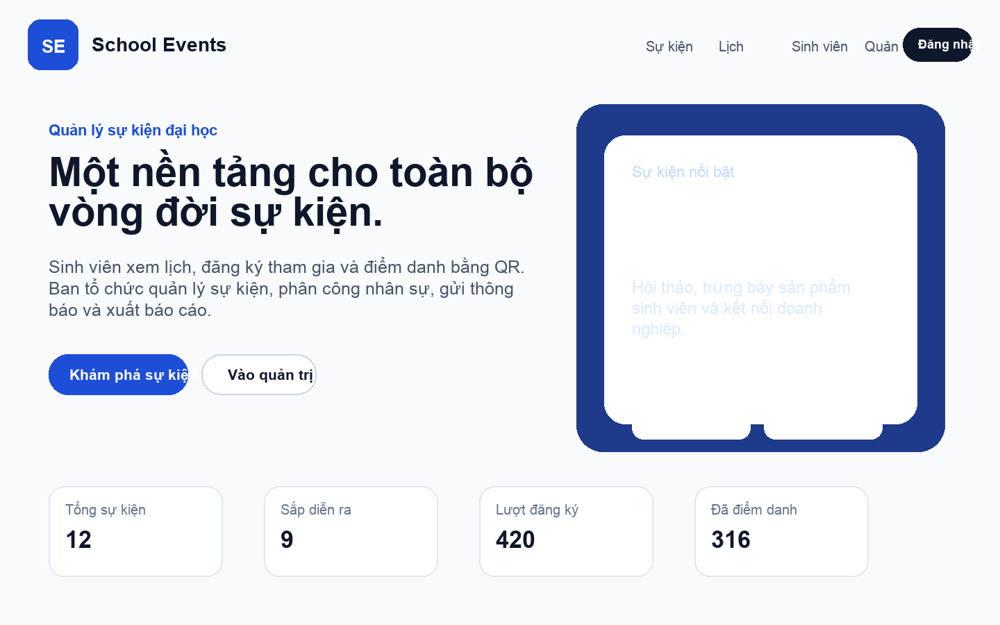 SE
School Events
Sự kiện
Lịch
Sinh viên
Quản
Đăng nhập
Quản lý sự kiện đại học
Một nền tảng cho toàn bộ
vòng đời sự kiện.
Sinh viên xem lịch, đăng ký tham gia và điểm danh bằng QR.
Ban tổ chức quản lý sự kiện, phân công nhân sự, gửi thông
báo và xuất báo cáo.
Khám phá sự kiện
Vào quản trị
Sự kiện nổi bật
Hội thảo, trưng bày sản phẩm
sinh viên và kết nối doanh
nghiệp.
Tổng sự kiện
12
Sắp diễn ra
9
Lượt đăng ký
420
Đã điểm danh
316